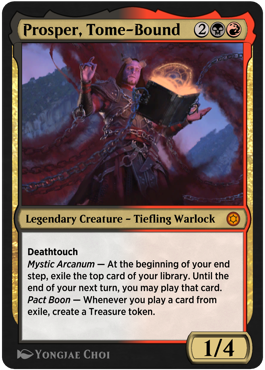 Prosper, Tome-Bound 2
Legendary Creature – Tiefling Warlock
Deathtouch
Mystic Arcanum — At the beginning of your end
step, exile the top card of your library. Until the
end of your next turn, you may play that card.
Pact Boon — Whenever you play a card from
exile, create a Treasure token.
Yongjae Choi
1/4